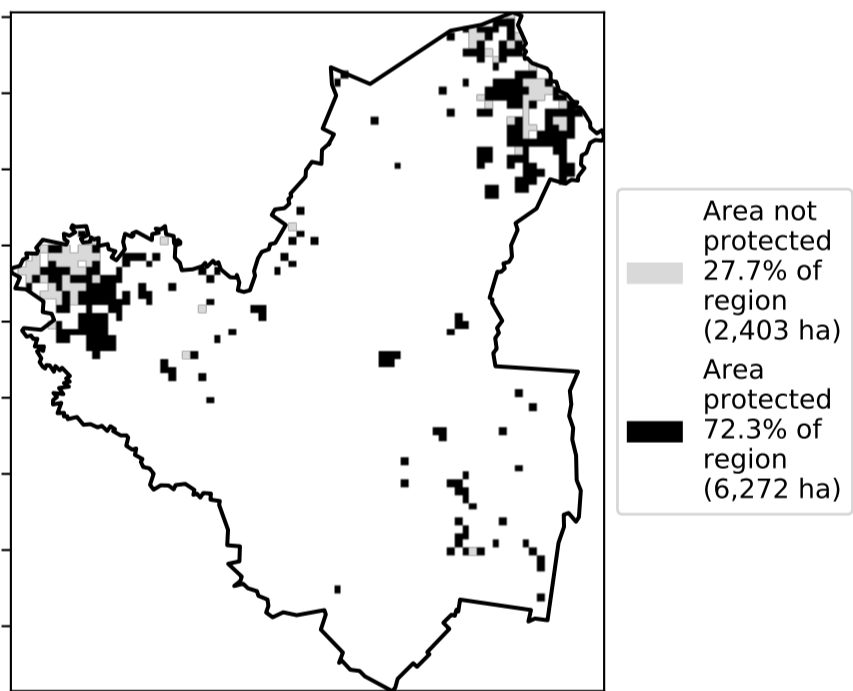 Area not
protected
27.7% of
region
(2,403 ha)
Area
protected
72.3% of
region
(6,272 ha)